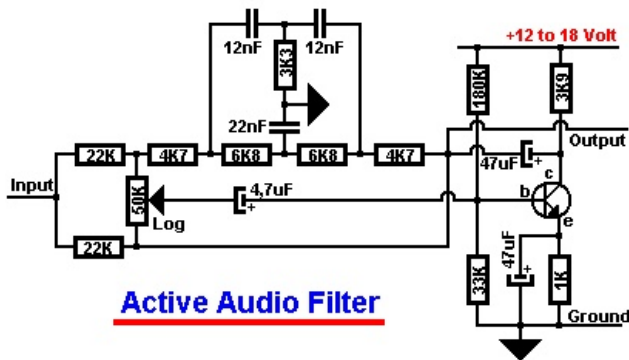 12nF 12nF
3K3
+12 to 18 Volt
180K
3K9
22nF
22K 4K7 6K8 6K8 4K7
Output
47uF +
Input
50K
4,7uF
+
Log
c
b
e
22K
47uF +
33K
1K
Active Audio Filter
Ground